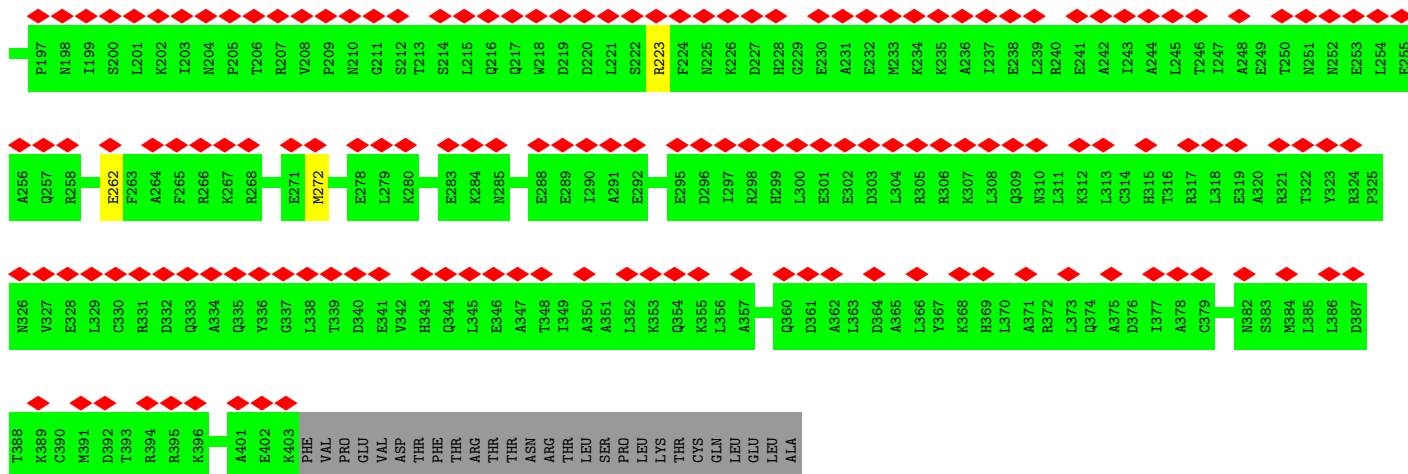 P197 N198 I199 S200 L201 K202 I203 N204 P205 T206 R207 V208 P209 N210 G211 S212 T213 S214 L215 Q216 Q217 W218 D219 D220 L221 S222 R223 F224 N225 K226 D227 H228 G229 E230 A231 E232 M233 K234 K235 A236 I237 E238 L239 R240 E241 A242 I243 A244 L245 T246 I247 A248 E249 T250 N251 N252 E253 L254 F255
A256 Q257 R258 E262 F263 A264 F265 R266 K267 R268 E271 M272 E278 L279 K280 E283 K284 N285 E288 E289 I290 A291 E292 E295 D296 I297 R298 H299 L300 E301 E302 D303 L304 R305 R306 K307 L308 Q309 N310 L311 K312 L313 C314 H315 T316 R317 L318 E319 A320 R321 T322 Y323 R324 P325
N326 V327 E328 L329 C330 R331 D332 Q333 A334 Q335 Y336 G337 L338 T339 D340 E341 V342 H343 Q344 L345 E346 A347 T348 I349 A350 A351 L352 K353 Q354 K355 L356 A357 Q360 D361 A362 L363 D364 A365 L366 Y367 K368 H369 L370 A371 R372 L373 Q374 A375 D376 I377 A378 C379 N382 S383 M384 L385 L386 D387
T388 K389 C390 M391 D392 T393 R394 R395 K396 A401 E402 K403 PHE VAL PRO GLU VAL ASP THR PHE THR ARG THR THR ASN ARG THR LEU SER PRO LEU LYS THR CYS GLN LEU GLU LEU ALA